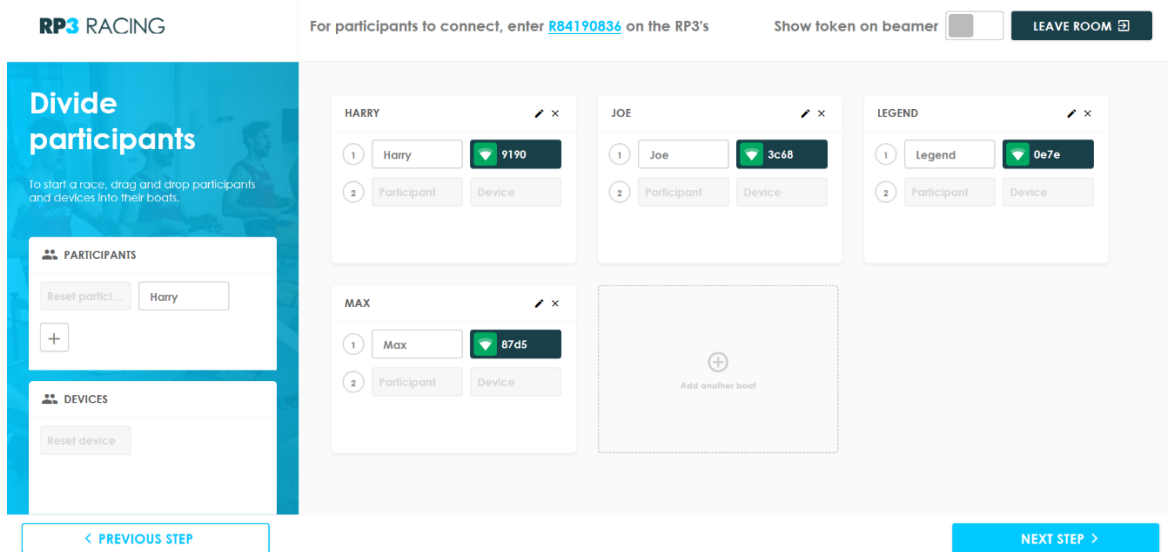 RP3 RACING
For participants to connect, enter R84190836 on the RP3's
Show token on beamer
LEAVE ROOM
Divide
participants
To start a race, drag and drop participants
and devices into their boats.
PARTICIPANTS
Reset partici... Harry
+
DEVICES
Reset device
HARRY
1 Harry 9190
2 Participant Device
JOE
1 Joe 3c68
2 Participant Device
LEGEND
1 Legend 0e7e
2 Participant Device
MAX
1 Max 87d5
2 Participant Device
Add another boat
< PREVIOUS STEP
NEXT STEP >